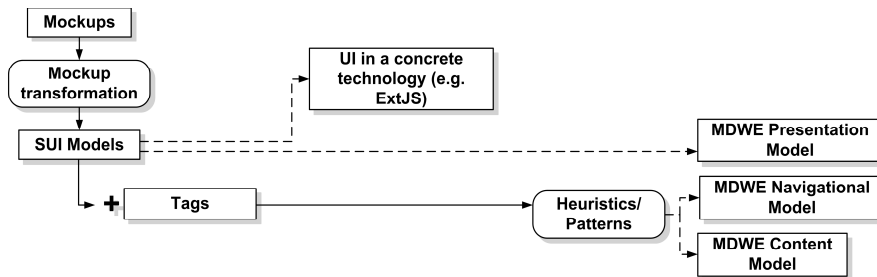 Mockups
Mockup
transformation
SUI Models
UI in a concrete
technology (e.g.
ExtJS)
MDWE Presentation
Model
+ Tags
Heuristics/
Patterns
MDWE Navigational
Model
MDWE Content
Model